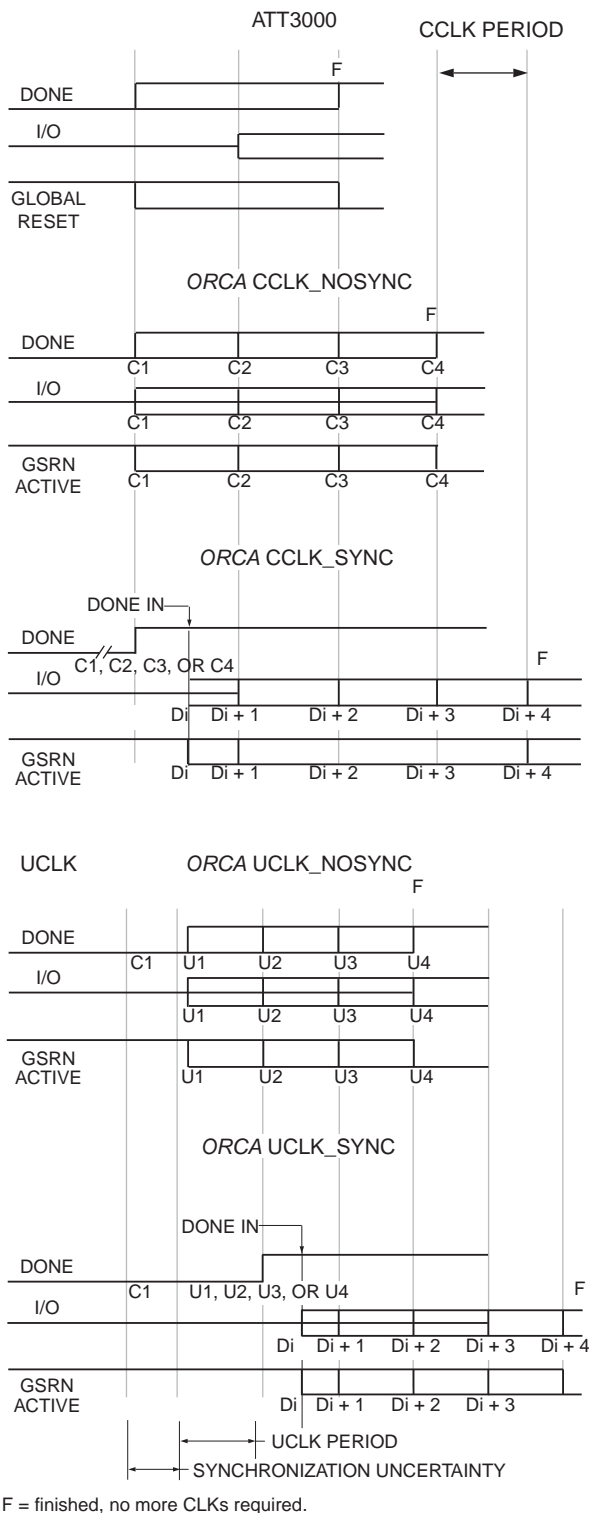 ATT3000
CCLK PERIOD
F
DONE
I/O
GLOBAL
RESET
ORCA CCLK_NOSYNC
F
DONE
C1 C2 C3 C4
I/O
C1 C2 C3 C4
GSRN
ACTIVE
C1 C2 C3 C4
ORCA CCLK_SYNC
DONE IN
DONE
C1, C2, C3, OR C4
F
I/O
Di Di + 1 Di + 2 Di + 3 Di + 4
GSRN
ACTIVE
Di Di + 1 Di + 2 Di + 3 Di + 4
UCLK ORCA UCLK_NOSYNC
F
DONE
C1 U1 U2 U3 U4
I/O
U1 U2 U3 U4
GSRN
ACTIVE
U1 U2 U3 U4
ORCA UCLK_SYNC
DONE IN
DONE
C1 U1, U2, U3, OR U4
F
I/O
Di Di + 1 Di + 2 Di + 3 Di + 4
GSRN
ACTIVE
Di Di + 1 Di + 2 Di + 3
UCLK PERIOD
SYNCHRONIZATION UNCERTAINTY
F = finished, no more CLKs required.